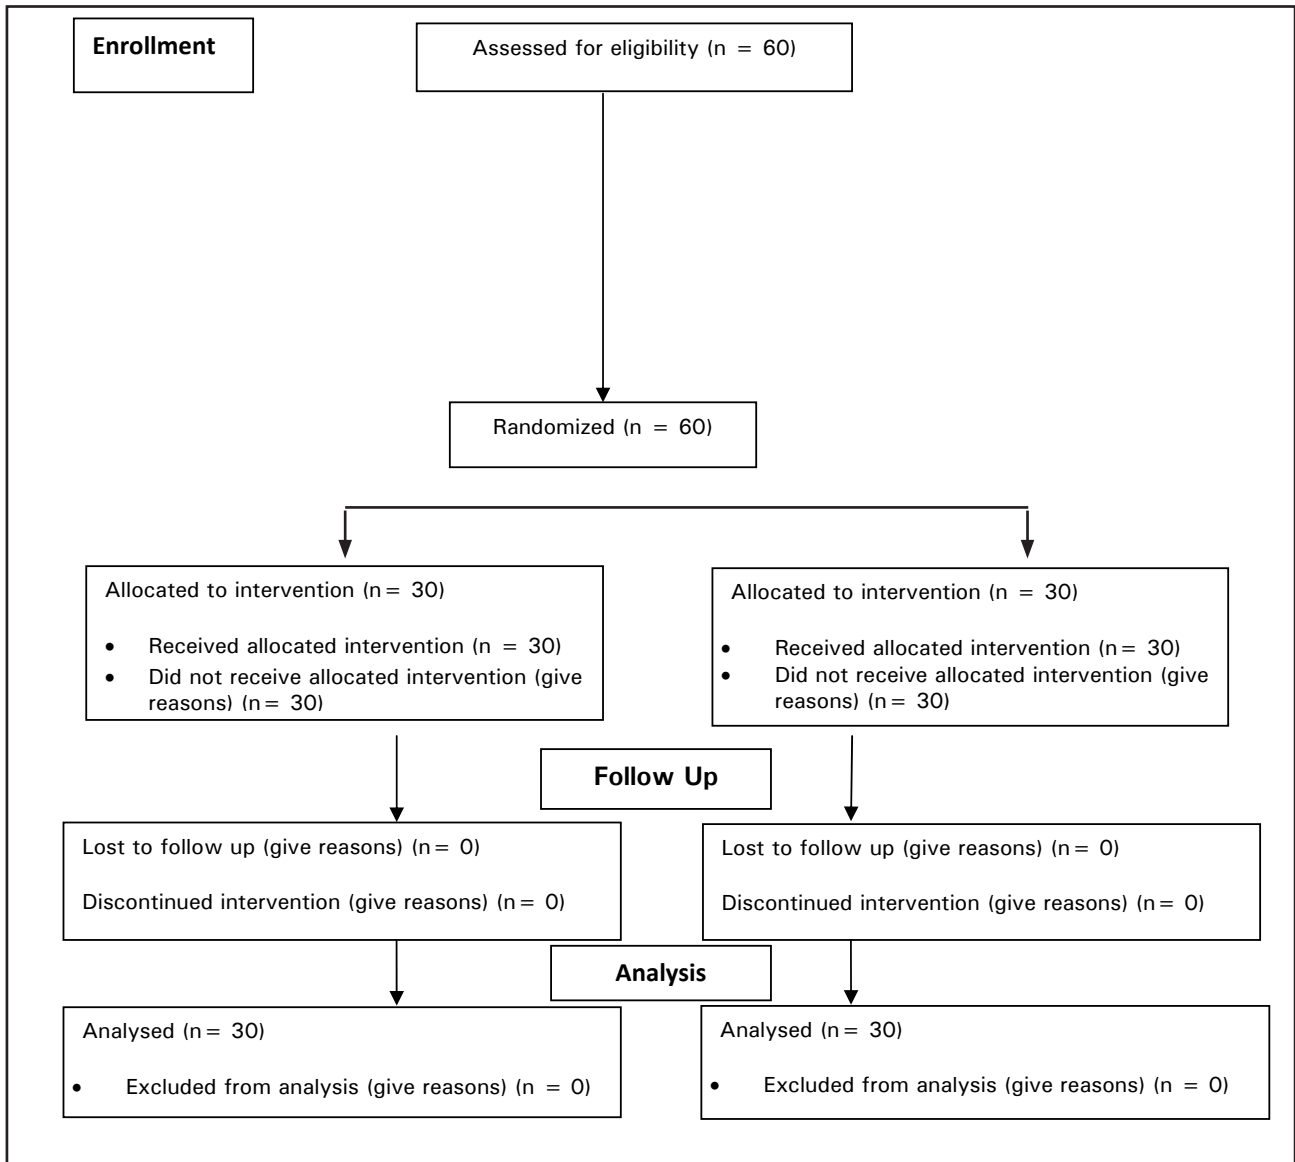 Enrollment
Assessed for eligibility (n = 60)
Randomized (n = 60)
Allocated to intervention (n = 30)
• Received allocated intervention (n = 30)
• Did not receive allocated intervention (give
reasons) (n = 30)
Allocated to intervention (n = 30)
• Received allocated intervention (n = 30)
• Did not receive allocated intervention (give
reasons) (n = 30)
Follow Up
Lost to follow up (give reasons) (n = 0)
Discontinued intervention (give reasons) (n = 0)
Lost to follow up (give reasons) (n = 0)
Discontinued intervention (give reasons) (n = 0)
Analysis
Analysed (n = 30)
• Excluded from analysis (give reasons) (n = 0)
Analysed (n = 30)
• Excluded from analysis (give reasons) (n = 0)